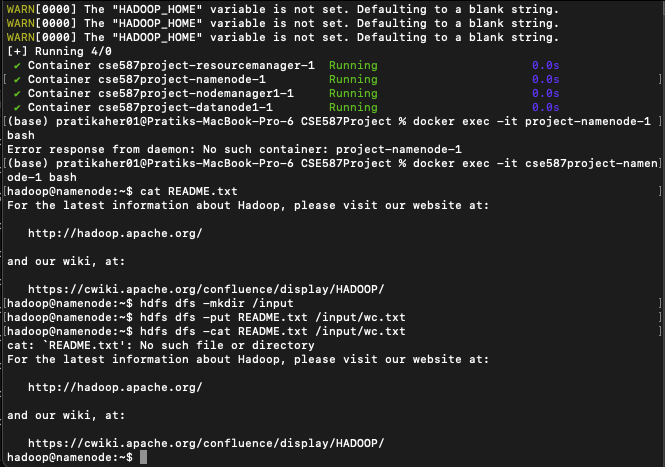 WARN[0000] The "HADOOP_HOME" variable is not set. Defaulting to a blank string.
WARN[0000] The "HADOOP_HOME" variable is not set. Defaulting to a blank string.
WARN[0000] The "HADOOP_HOME" variable is not set. Defaulting to a blank string.
[+] Running 4/0
✔ Container cse587project-resourcemanager-1 Running 0.0s
✔ Container cse587project-namenode-1 Running 0.0s
✔ Container cse587project-nodemanager1-1 Running 0.0s
✔ Container cse587project-datanode1-1 Running 0.0s
(base) pratikaher01@Pratiks-MacBook-Pro-6 CSE587Project % docker exec -it project-namenode-1
bash
Error response from daemon: No such container: project-namenode-1
(base) pratikaher01@Pratiks-MacBook-Pro-6 CSE587Project % docker exec -it cse587project-namen
ode-1 bash
hadoop@namenode:~$ cat README.txt
For the latest information about Hadoop, please visit our website at:
http://hadoop.apache.org/
and our wiki, at:
https://cwiki.apache.org/confluence/display/HADOOP/
hadoop@namenode:~$ hdfs dfs -mkdir /input
hadoop@namenode:~$ hdfs dfs -put README.txt /input/wc.txt
hadoop@namenode:~$ hdfs dfs -cat README.txt /input/wc.txt
cat: `README.txt': No such file or directory
For the latest information about Hadoop, please visit our website at:
http://hadoop.apache.org/
and our wiki, at:
https://cwiki.apache.org/confluence/display/HADOOP/
hadoop@namenode:~$